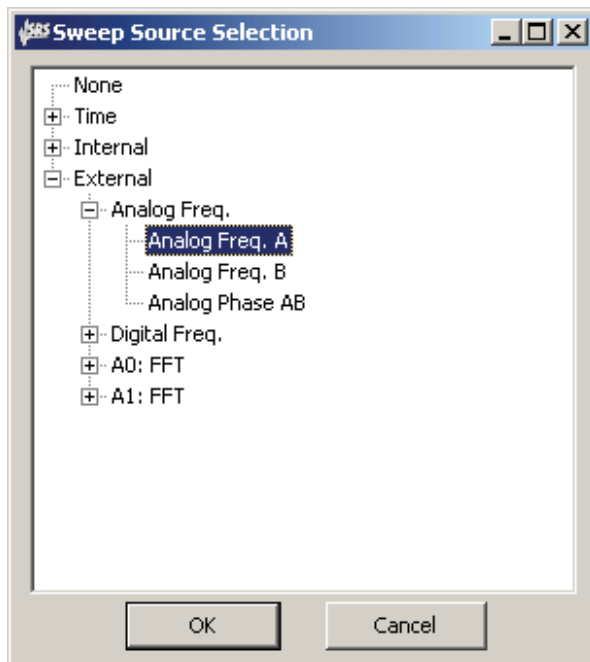 SRS Sweep Source Selection
None
Time
Internal
External
Analog Freq.
Analog Freq. A
Analog Freq. B
Analog Phase AB
Digital Freq.
A0: FFT
A1: FFT
OK
Cancel